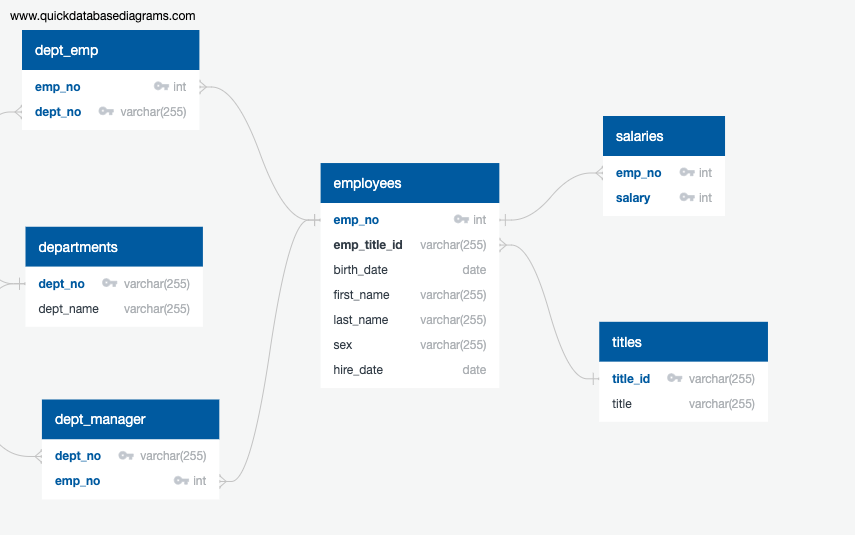 www.quickdatabasediagrams.com
dept_emp
emp_no int
dept_no varchar(255)
departments
dept_no varchar(255)
dept_name varchar(255)
dept_manager
dept_no varchar(255)
emp_no int
employees
emp_no int
emp_title_id varchar(255)
birth_date date
first_name varchar(255)
last_name varchar(255)
sex varchar(255)
hire_date date
salaries
emp_no int
salary int
titles
title_id varchar(255)
title varchar(255)